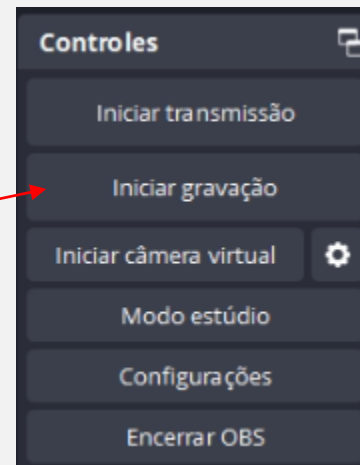 Controles
Iniciar transmissão
Iniciar gravação
Iniciar câmera virtual
Modo estúdio
Configurações
Encerrar OBS